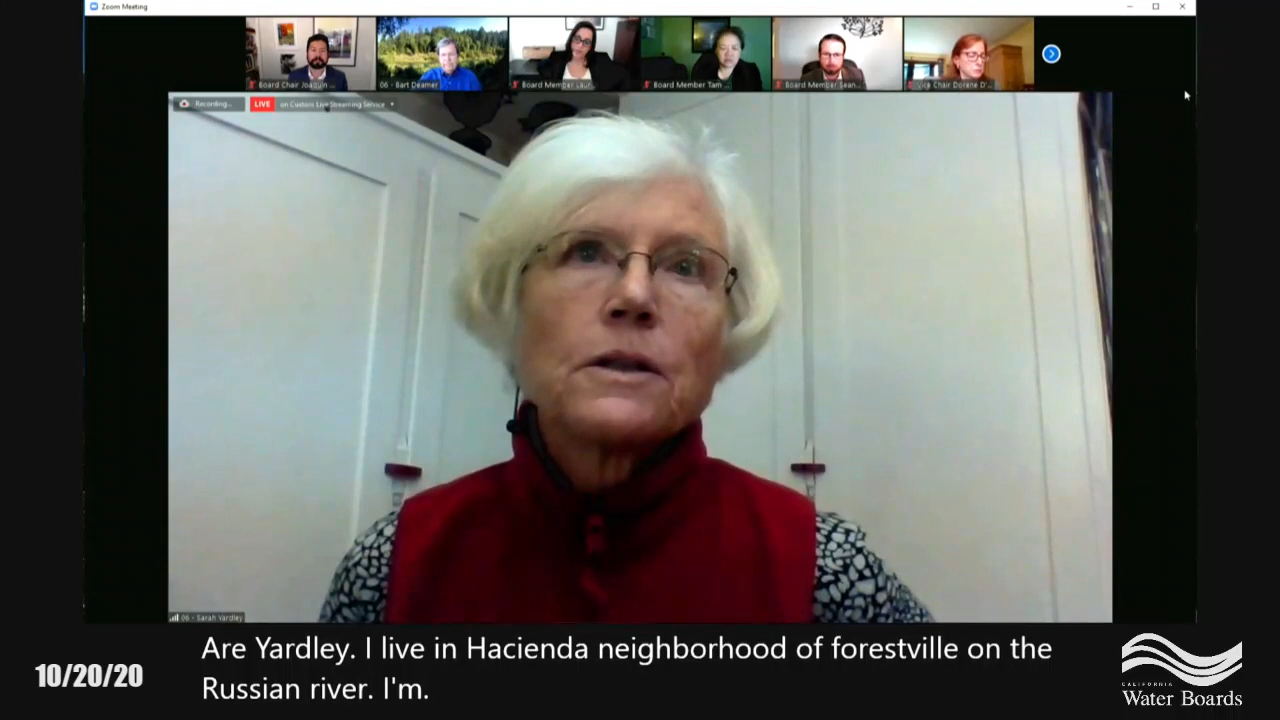 Zoom Meeting
Board Chair Joaquin ...
06 - Bart Deamer
Board Member Laur...
Board Member Tam ...
Board Member Sean...
Vice Chair Dorene D'...
Recording...
LIVE on Custom Live Streaming Service
06 - Sarah Yardley
Are Yardley. I live in Hacienda neighborhood of forestville on the
Russian river. I'm.
10/20/20
CALIFORNIA
Water Boards